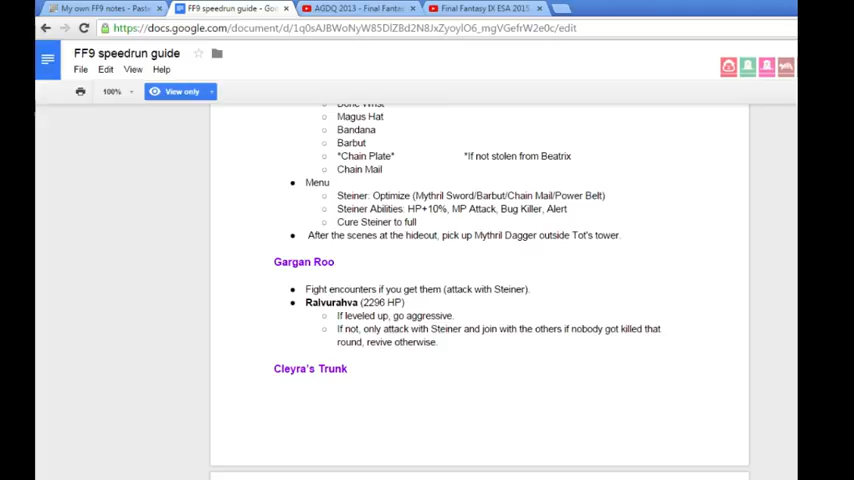 My own FF9 notes - Paste
FF9 speedrun guide - Goo
AGDQ 2013 - Final Fantas
Final Fantasy IX ESA 2015
https://docs.google.com/document/d/1q0sAJBWoNyW85DlZBd2N8JxZyoylO6_mgVGefrW2e0c/edit
FF9 speedrun guide
File Edit View Help
100% View only
Magus Hat
Bandana
Barbut
*Chain Plate* *If not stolen from Beatrix
Chain Mail
Menu
Steiner: Optimize (Mythril Sword/Barbut/Chain Mail/Power Belt)
Steiner Abilities: HP+10%, MP Attack, Bug Killer, Alert
Cure Steiner to full
After the scenes at the hideout, pick up Mythril Dagger outside Tot's tower.
Gargan Roo
Fight encounters if you get them (attack with Steiner).
Ralvurahva (2296 HP)
If leveled up, go aggressive.
If not, only attack with Steiner and join with the others if nobody got killed that
round, revive otherwise.
Cleyra's Trunk